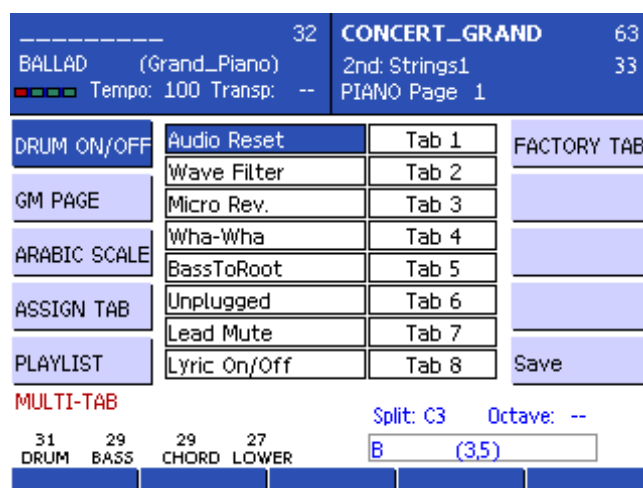 _________ 32
BALLAD (Grand_Piano)
Tempo: 100 Transp: --
CONCERT_GRAND 63
2nd: Strings1 33
PIANO Page 1
DRUM ON/OFF
GM PAGE
ARABIC SCALE
ASSIGN TAB
PLAYLIST
Audio Reset Tab 1
Wave Filter Tab 2
Micro Rev. Tab 3
Wha-Wha Tab 4
BassToRoot Tab 5
Unplugged Tab 6
Lead Mute Tab 7
Lyric On/Off Tab 8
FACTORY TAB
Save
MULTI-TAB
31 29 29 27
DRUM BASS CHORD LOWER
Split: C3 Octave: --
B (3,5)